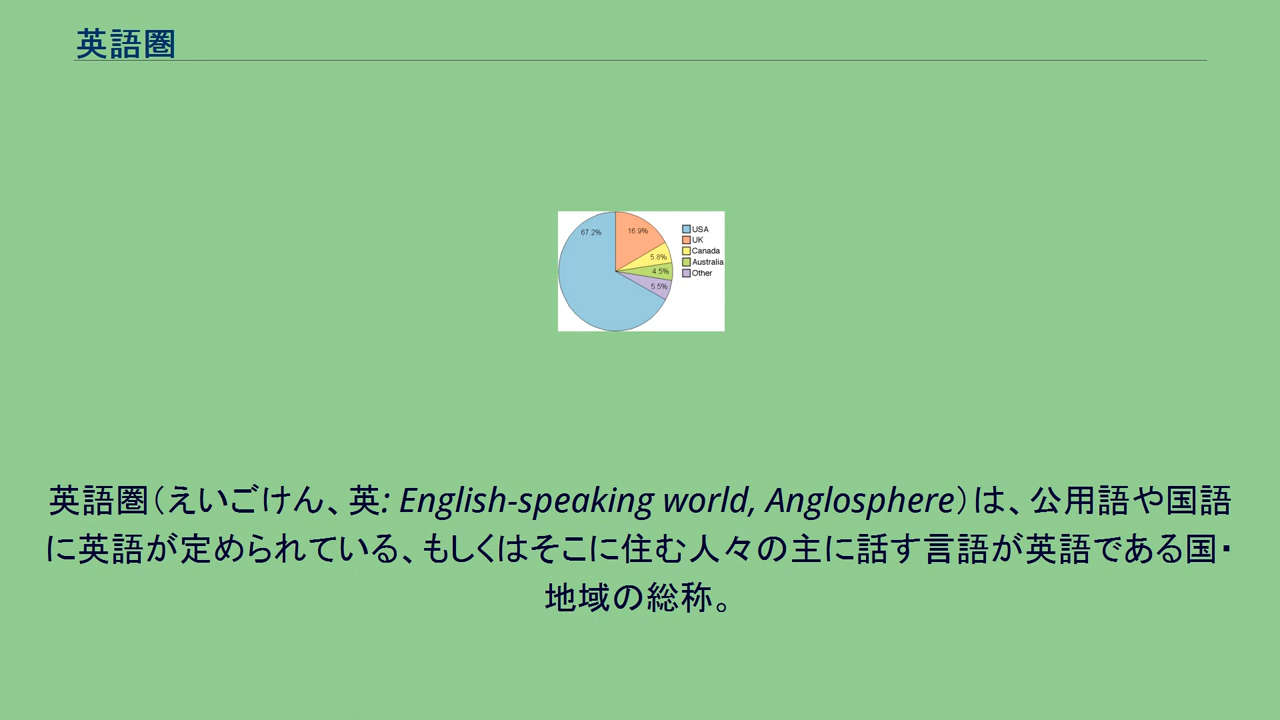 英語圏
67.2%
16.9%
5.8%
4.5%
5.5%
USA
UK
Canada
Australia
Other
英語圏（えいごけん、英: English-speaking world, Anglosphere）は、公用語や国語
に英語が定められている、もしくはそこに住む人々の主に話す言語が英語である国・
地域の総称。